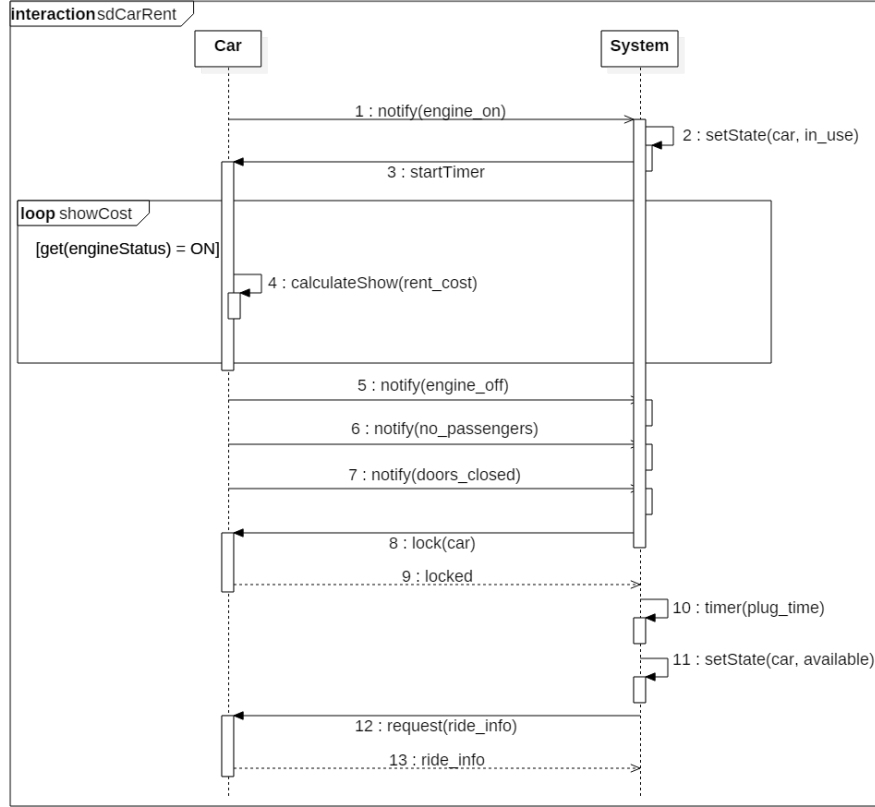 interaction sdCarRent
Car
System
1 : notify(engine_on)
2 : setState(car, in_use)
3 : startTimer
loop showCost
[get(engineStatus) = ON]
4 : calculateShow(rent_cost)
5 : notify(engine_off)
6 : notify(no_passengers)
7 : notify(doors_closed)
8 : lock(car)
9 : locked
10 : timer(plug_time)
11 : setState(car, available)
12 : request(ride_info)
13 : ride_info